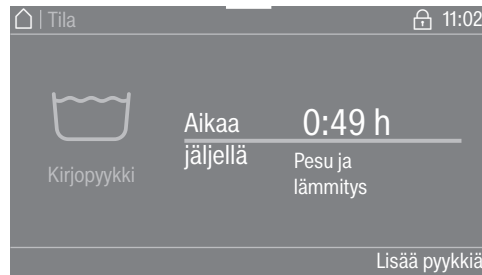 | Tila 11:02
Aikaa 0:49 h
jäljellä
Kirjopyykki
Pesu ja
lämmitys
Lisää pyykkiä